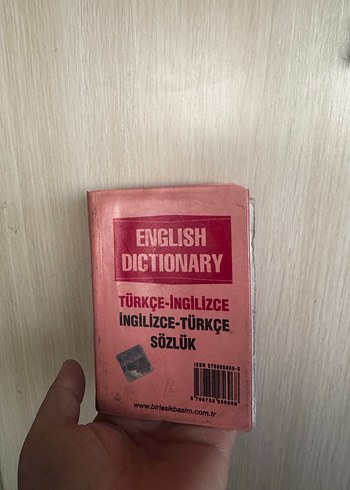 ENGLISH
DICTIONARY
TÜRKÇE-İNGİLİZCE
İNGİLİZCE-TÜRKÇE
SÖZLÜK
www.birlesikbasim.com.tr